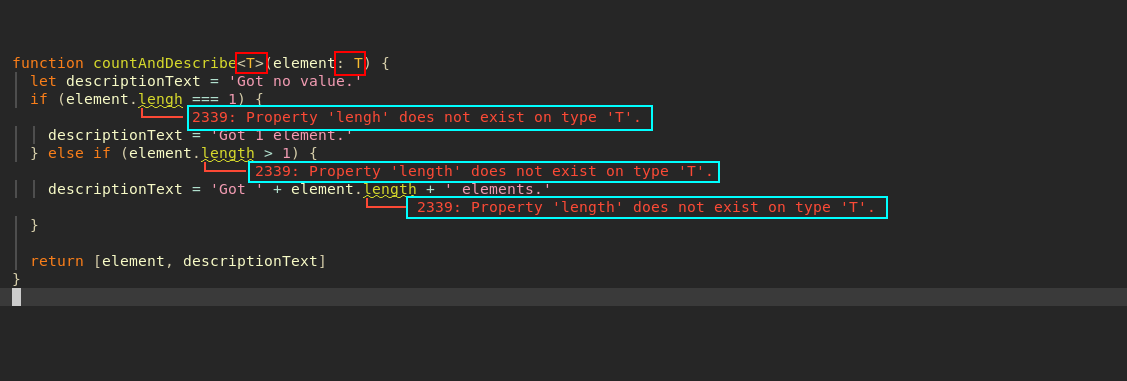 function countAndDescribe<T>(element: T) {
let descriptionText = 'Got no value.'
if (element.lengh === 1) {
2339: Property 'lengh' does not exist on type 'T'.
descriptionText = 'Got 1 element.'
} else if (element.length > 1) {
2339: Property 'length' does not exist on type 'T'.
descriptionText = 'Got ' + element.length + ' elements.'
2339: Property 'length' does not exist on type 'T'.
}
return [element, descriptionText]
}